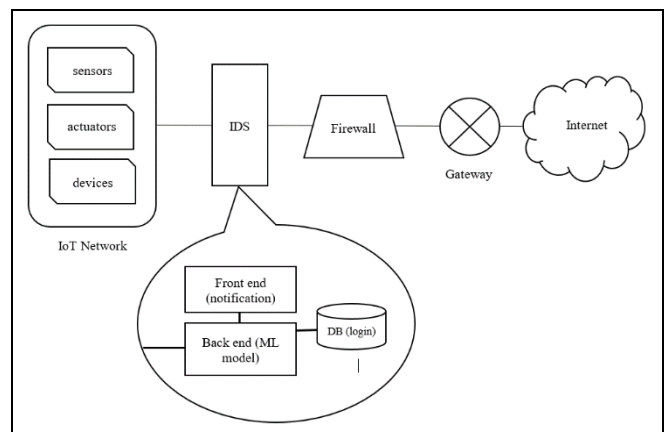 sensors
actuators
devices
IoT Network
IDS
Firewall
Gateway
Internet
Front end
(notification)
Back end (ML
model)
DB (login)